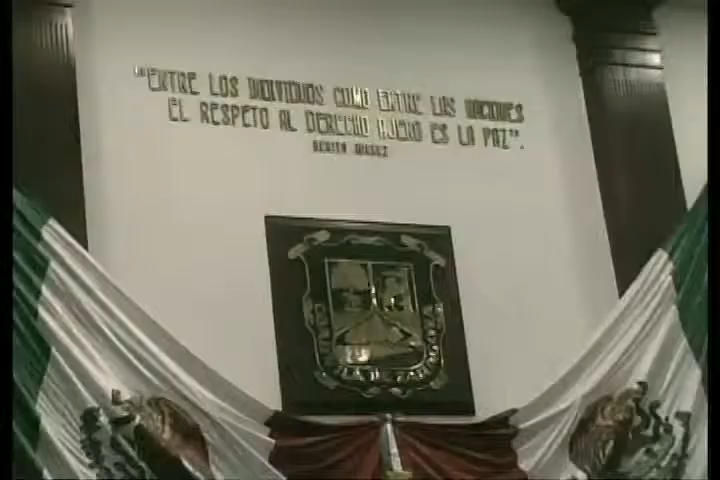 "ENTRE LOS INDIVIDUOS COMO ENTRE LAS NACIONES
EL RESPETO AL DERECHO AJENO ES LA PAZ".
BENITO JUAREZ